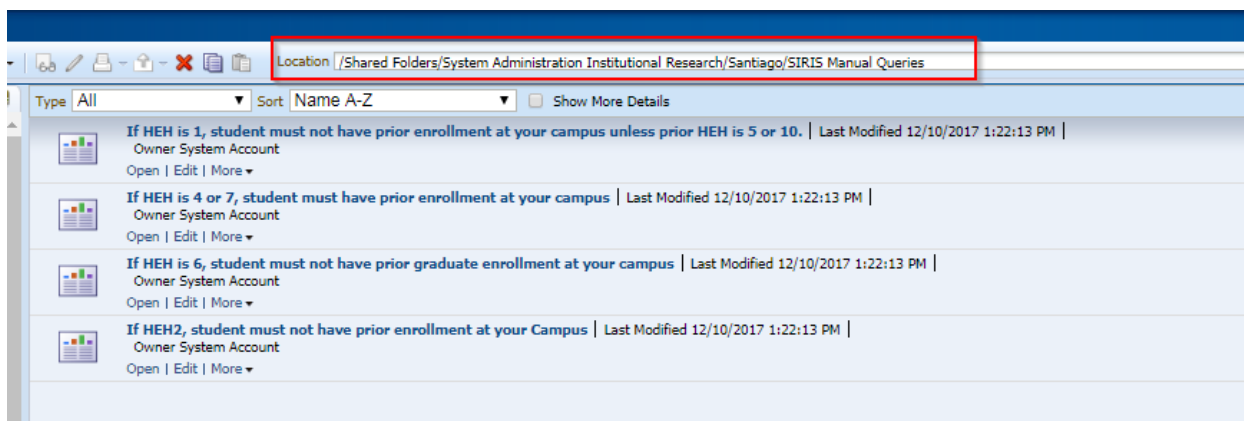 Location /Shared Folders/System Administration Institutional Research/Santiago/SIRIS Manual Queries
Type All Sort Name A-Z Show More Details
If HEH is 1, student must not have prior enrollment at your campus unless prior HEH is 5 or 10. | Last Modified 12/10/2017 1:22:13 PM |
Owner System Account
Open | Edit | More
If HEH is 4 or 7, student must have prior enrollment at your campus | Last Modified 12/10/2017 1:22:13 PM |
Owner System Account
Open | Edit | More
If HEH is 6, student must not have prior graduate enrollment at your campus | Last Modified 12/10/2017 1:22:13 PM |
Owner System Account
Open | Edit | More
If HEH2, student must not have prior enrollment at your Campus | Last Modified 12/10/2017 1:22:13 PM |
Owner System Account
Open | Edit | More